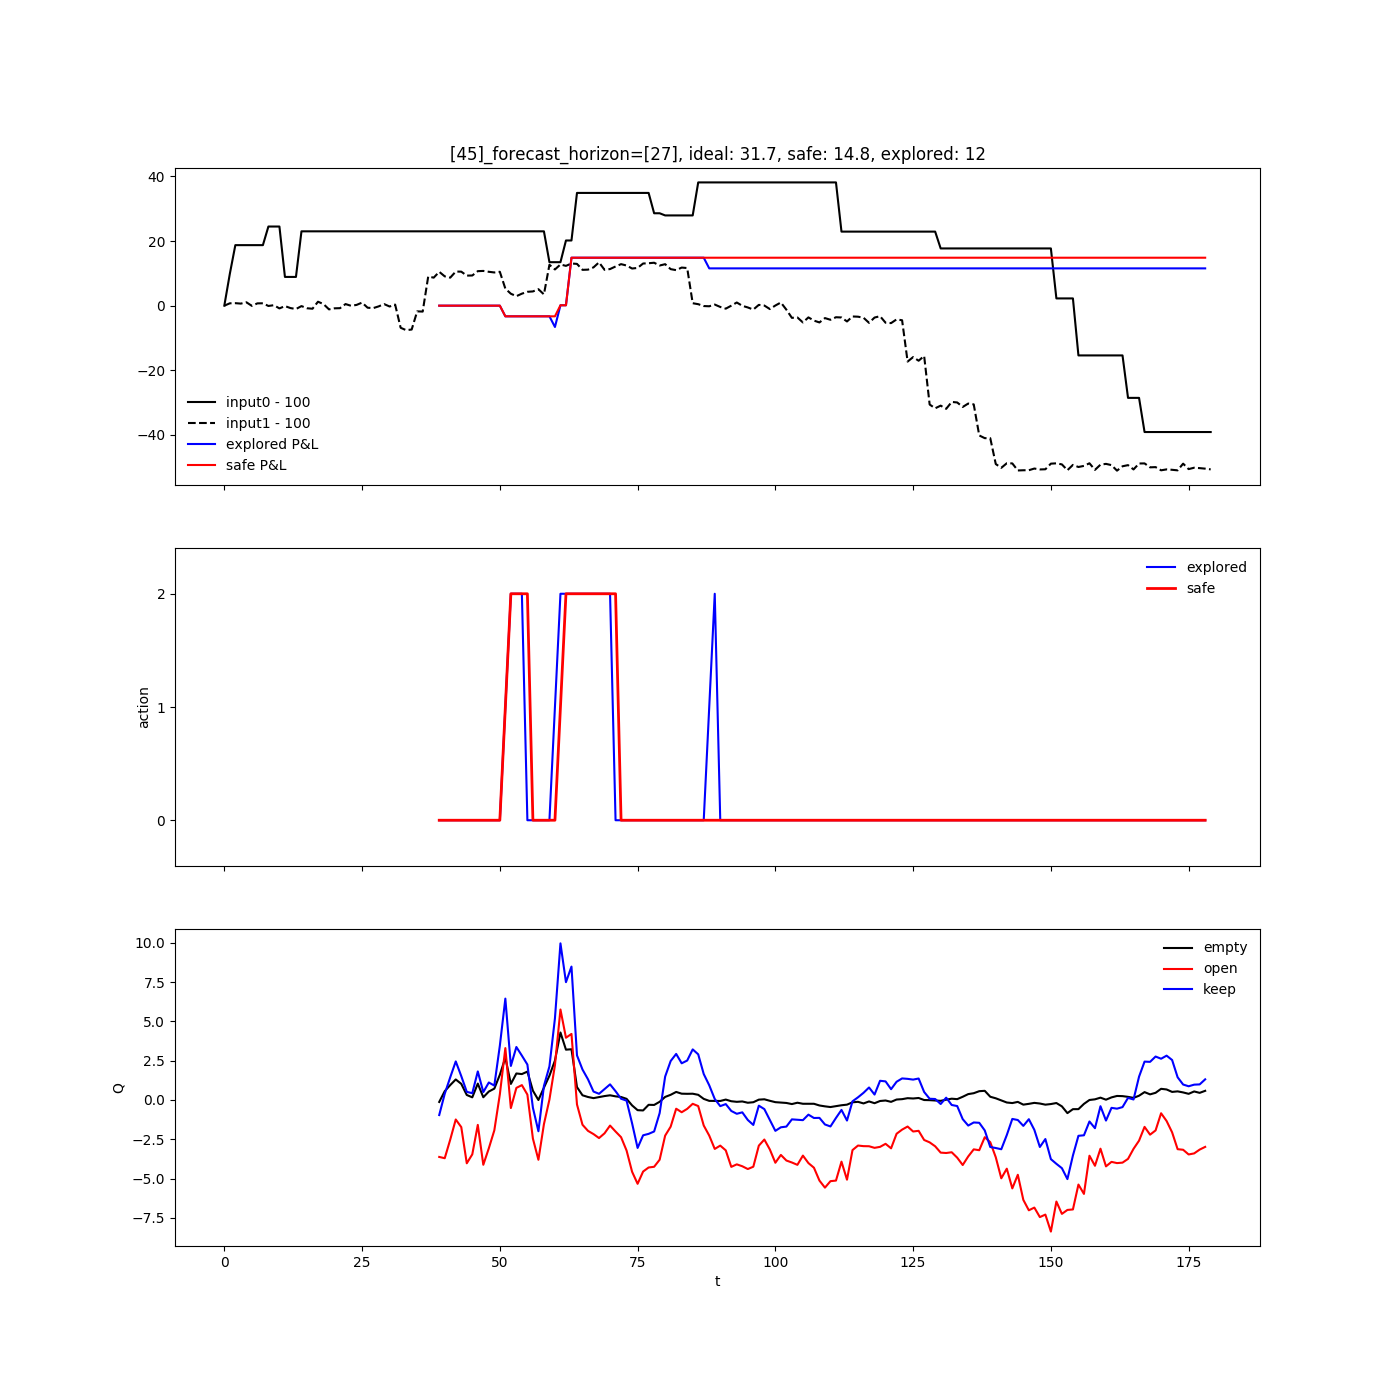 [45]_forecast_horizon=[27], ideal: 31.7, safe: 14.8, explored: 12
40
20
0
−20
−40
input0 - 100
input1 - 100
explored P&L
safe P&L
2
1
0
action
explored
safe
10.0
7.5
5.0
2.5
0.0
−2.5
−5.0
−7.5
Q
empty
open
keep
0 25 50 75 100 125 150 175
t